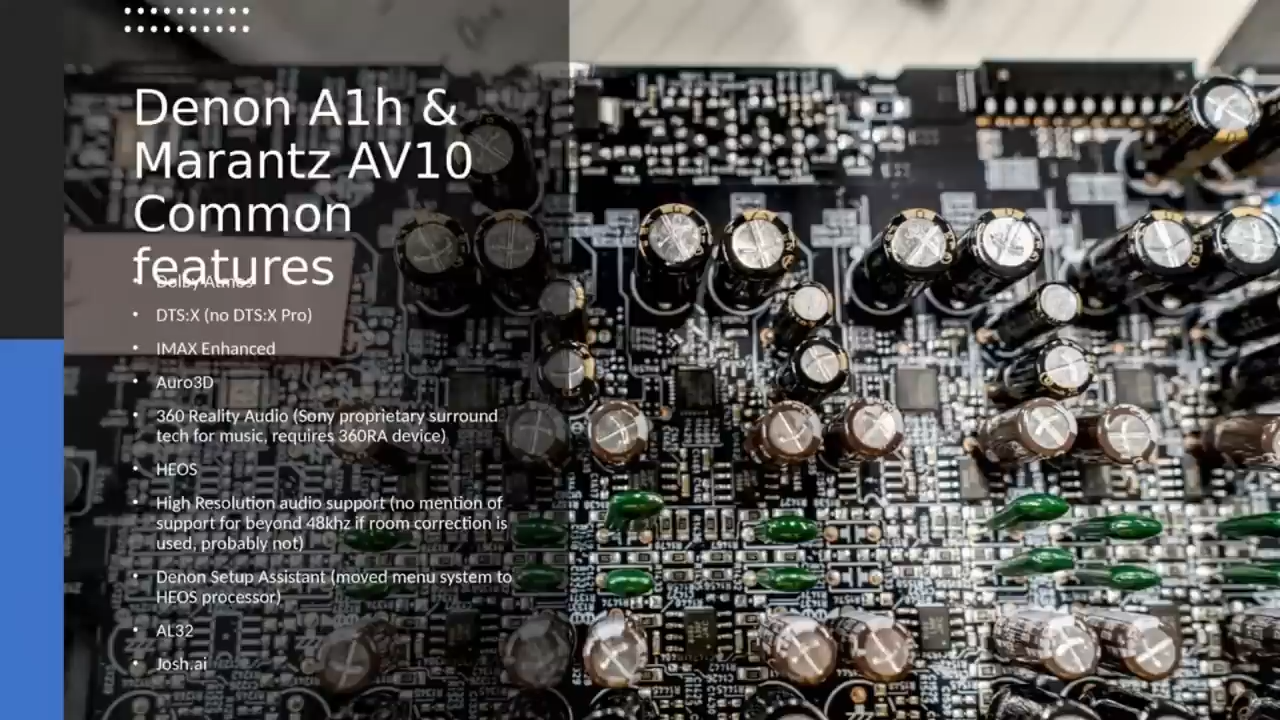 Denon A1h &
Marantz AV10
Common
features
• Dolby Atmos
• DTS:X (no DTS:X Pro)
• IMAX Enhanced
• Auro3D
• 360 Reality Audio (Sony proprietary surround
tech for music, requires 360RA device)
• HEOS
• High Resolution audio support (no mention of
support for beyond 48khz if room correction is
used, probably not)
• Denon Setup Assistant (moved menu system to
HEOS processor)
• AL32
• Josh.ai